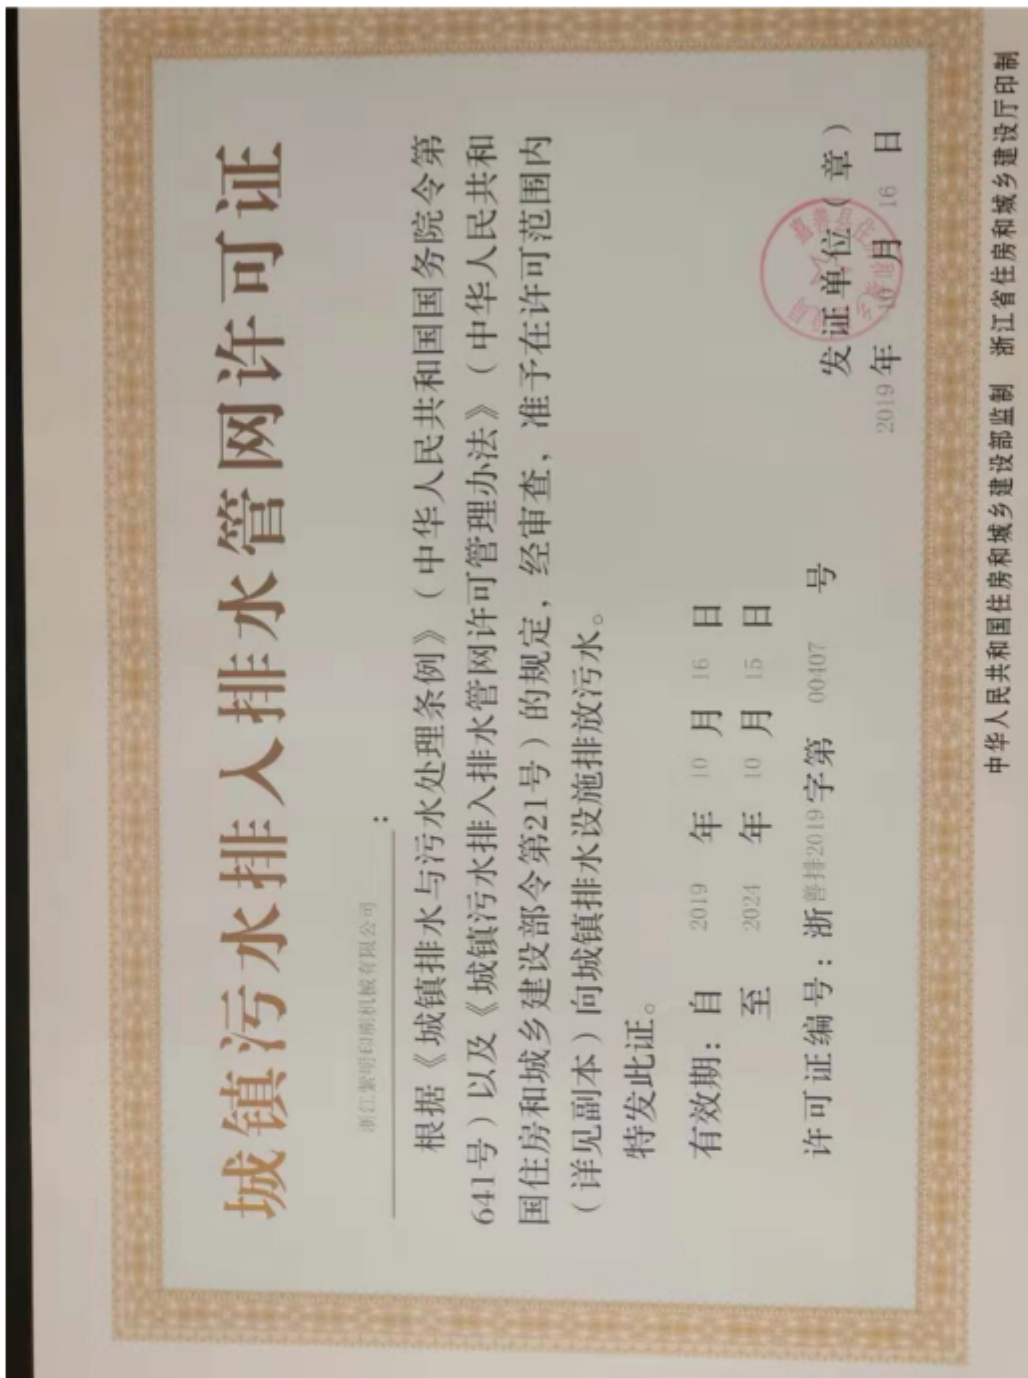 城镇污水排入排水管网许可证
浙江紫明印刷机械有限公司：
根据《城镇排水与污水处理条例》（中华人民共和国国务院令第
641号）以及《城镇污水排入排水管网许可管理办法》（中华人民共和
国住房和城乡建设部令第21号）的规定，经审查，准予在许可范围内
（详见副本）向城镇排水设施排放污水。
特发此证。
有效期：自 2019 年 10 月 16 日
至 2024 年 10 月 15 日
许可证编号：浙善排2019字第 00407 号
发证单位（章）
2019 年 10 月 16 日
中华人民共和国住房和城乡建设部监制 浙江省住房和城乡建设厅印制